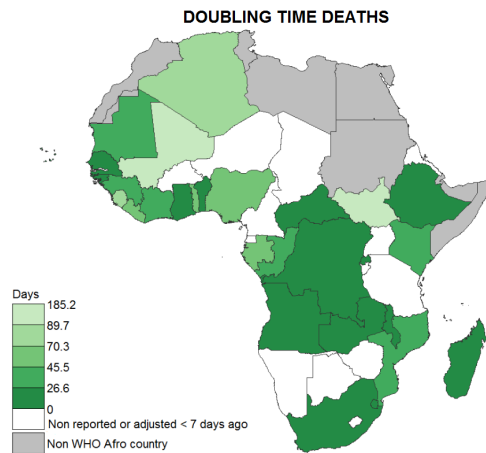 DOUBLING TIME DEATHS
Days
185.2
89.7
70.3
45.5
26.6
0
Non reported or adjusted < 7 days ago
Non WHO Afro country